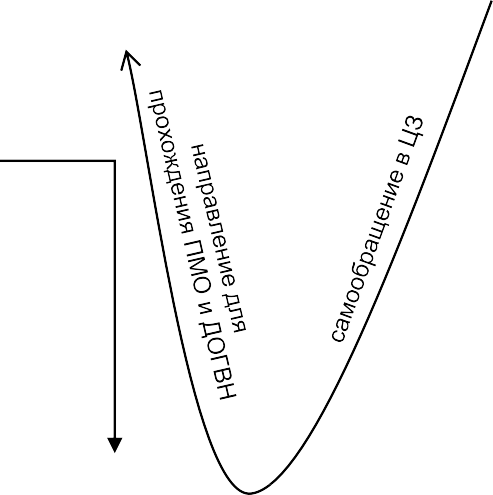 направление для
прохождения ПМО и ДОГВН
самообращение в ЦЗ